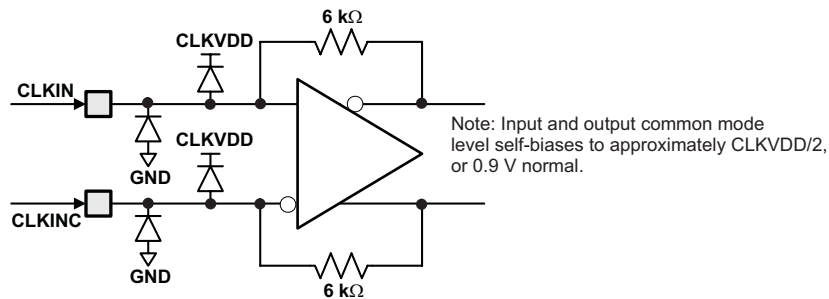 6 kΩ
CLKVDD
CLKIN
CLKVDD
GND
Note: Input and output common mode
level self-biases to approximately CLKVDD/2,
or 0.9 V normal.
CLKINC
GND
6 kΩ